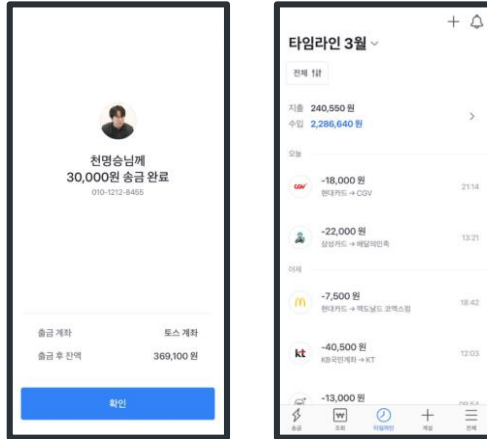 천명승님께
30,000원 송금 완료
010-1212-8455
출금 계좌 토스 계좌
출금 후 잔액 369,100 원
확인
타임라인 3월
전체
지출 240,550 원
수입 2,286,640 원
오늘
CGV
-18,000 원
현대카드 → CGV
21:14
-22,000 원
삼성카드 → 배달의민족
13:21
어제
-7,500 원
현대카드 → 맥도날드 코엑스점
18:42
kt
-40,500 원
KB국민계좌 → KT
12:03
-13,000 원
송금 조회 타임라인 개설 전체